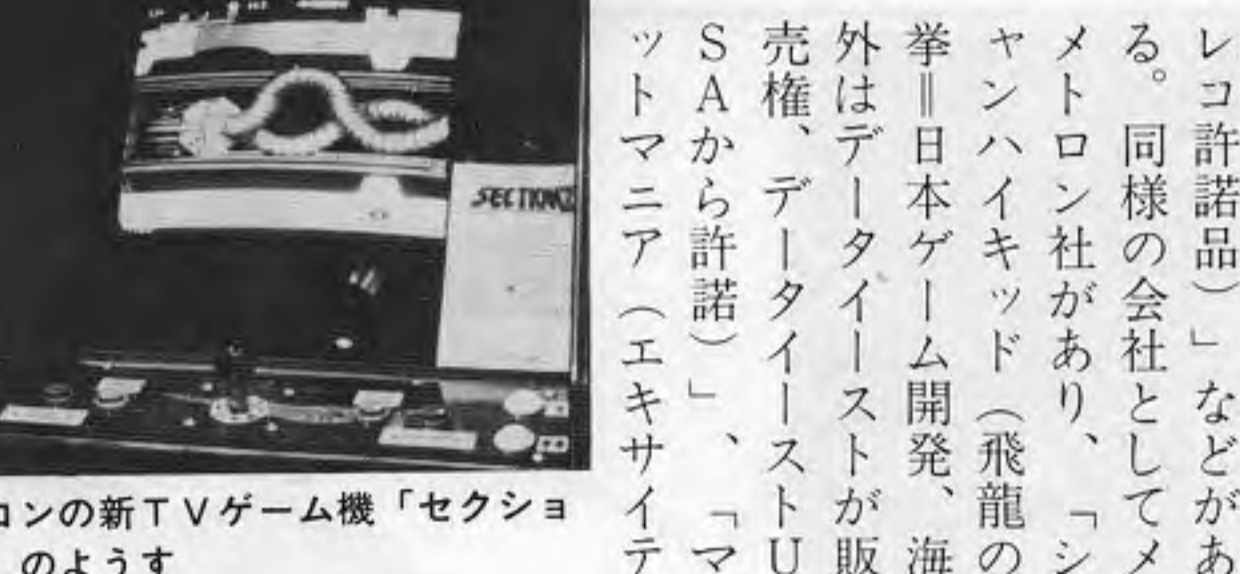 レコ許諾品）」などがあ
る。同様の会社としてメ
メトロン社があり、「シ
ャンハイキッド（飛龍の
挙＝日本ゲーム開発、海
外はデータイーストが販
売権、データイーストU
SAから許諾）」、「マ
ットマニア（エキサイテ
SECTION Z
コンの新TVゲーム機「セクショ
のようす